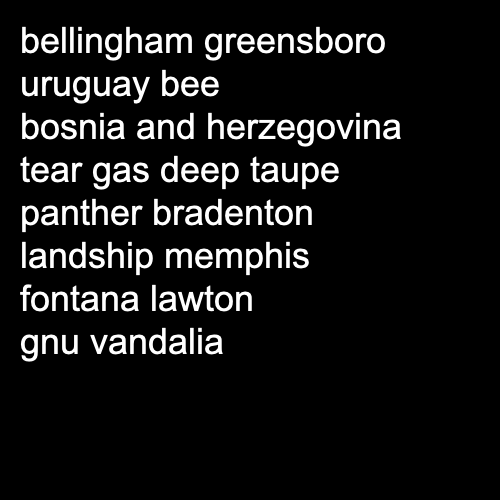 bellingham greensboro
uruguay bee
bosnia and herzegovina
tear gas deep taupe
panther bradenton
landship memphis
fontana lawton
gnu vandalia